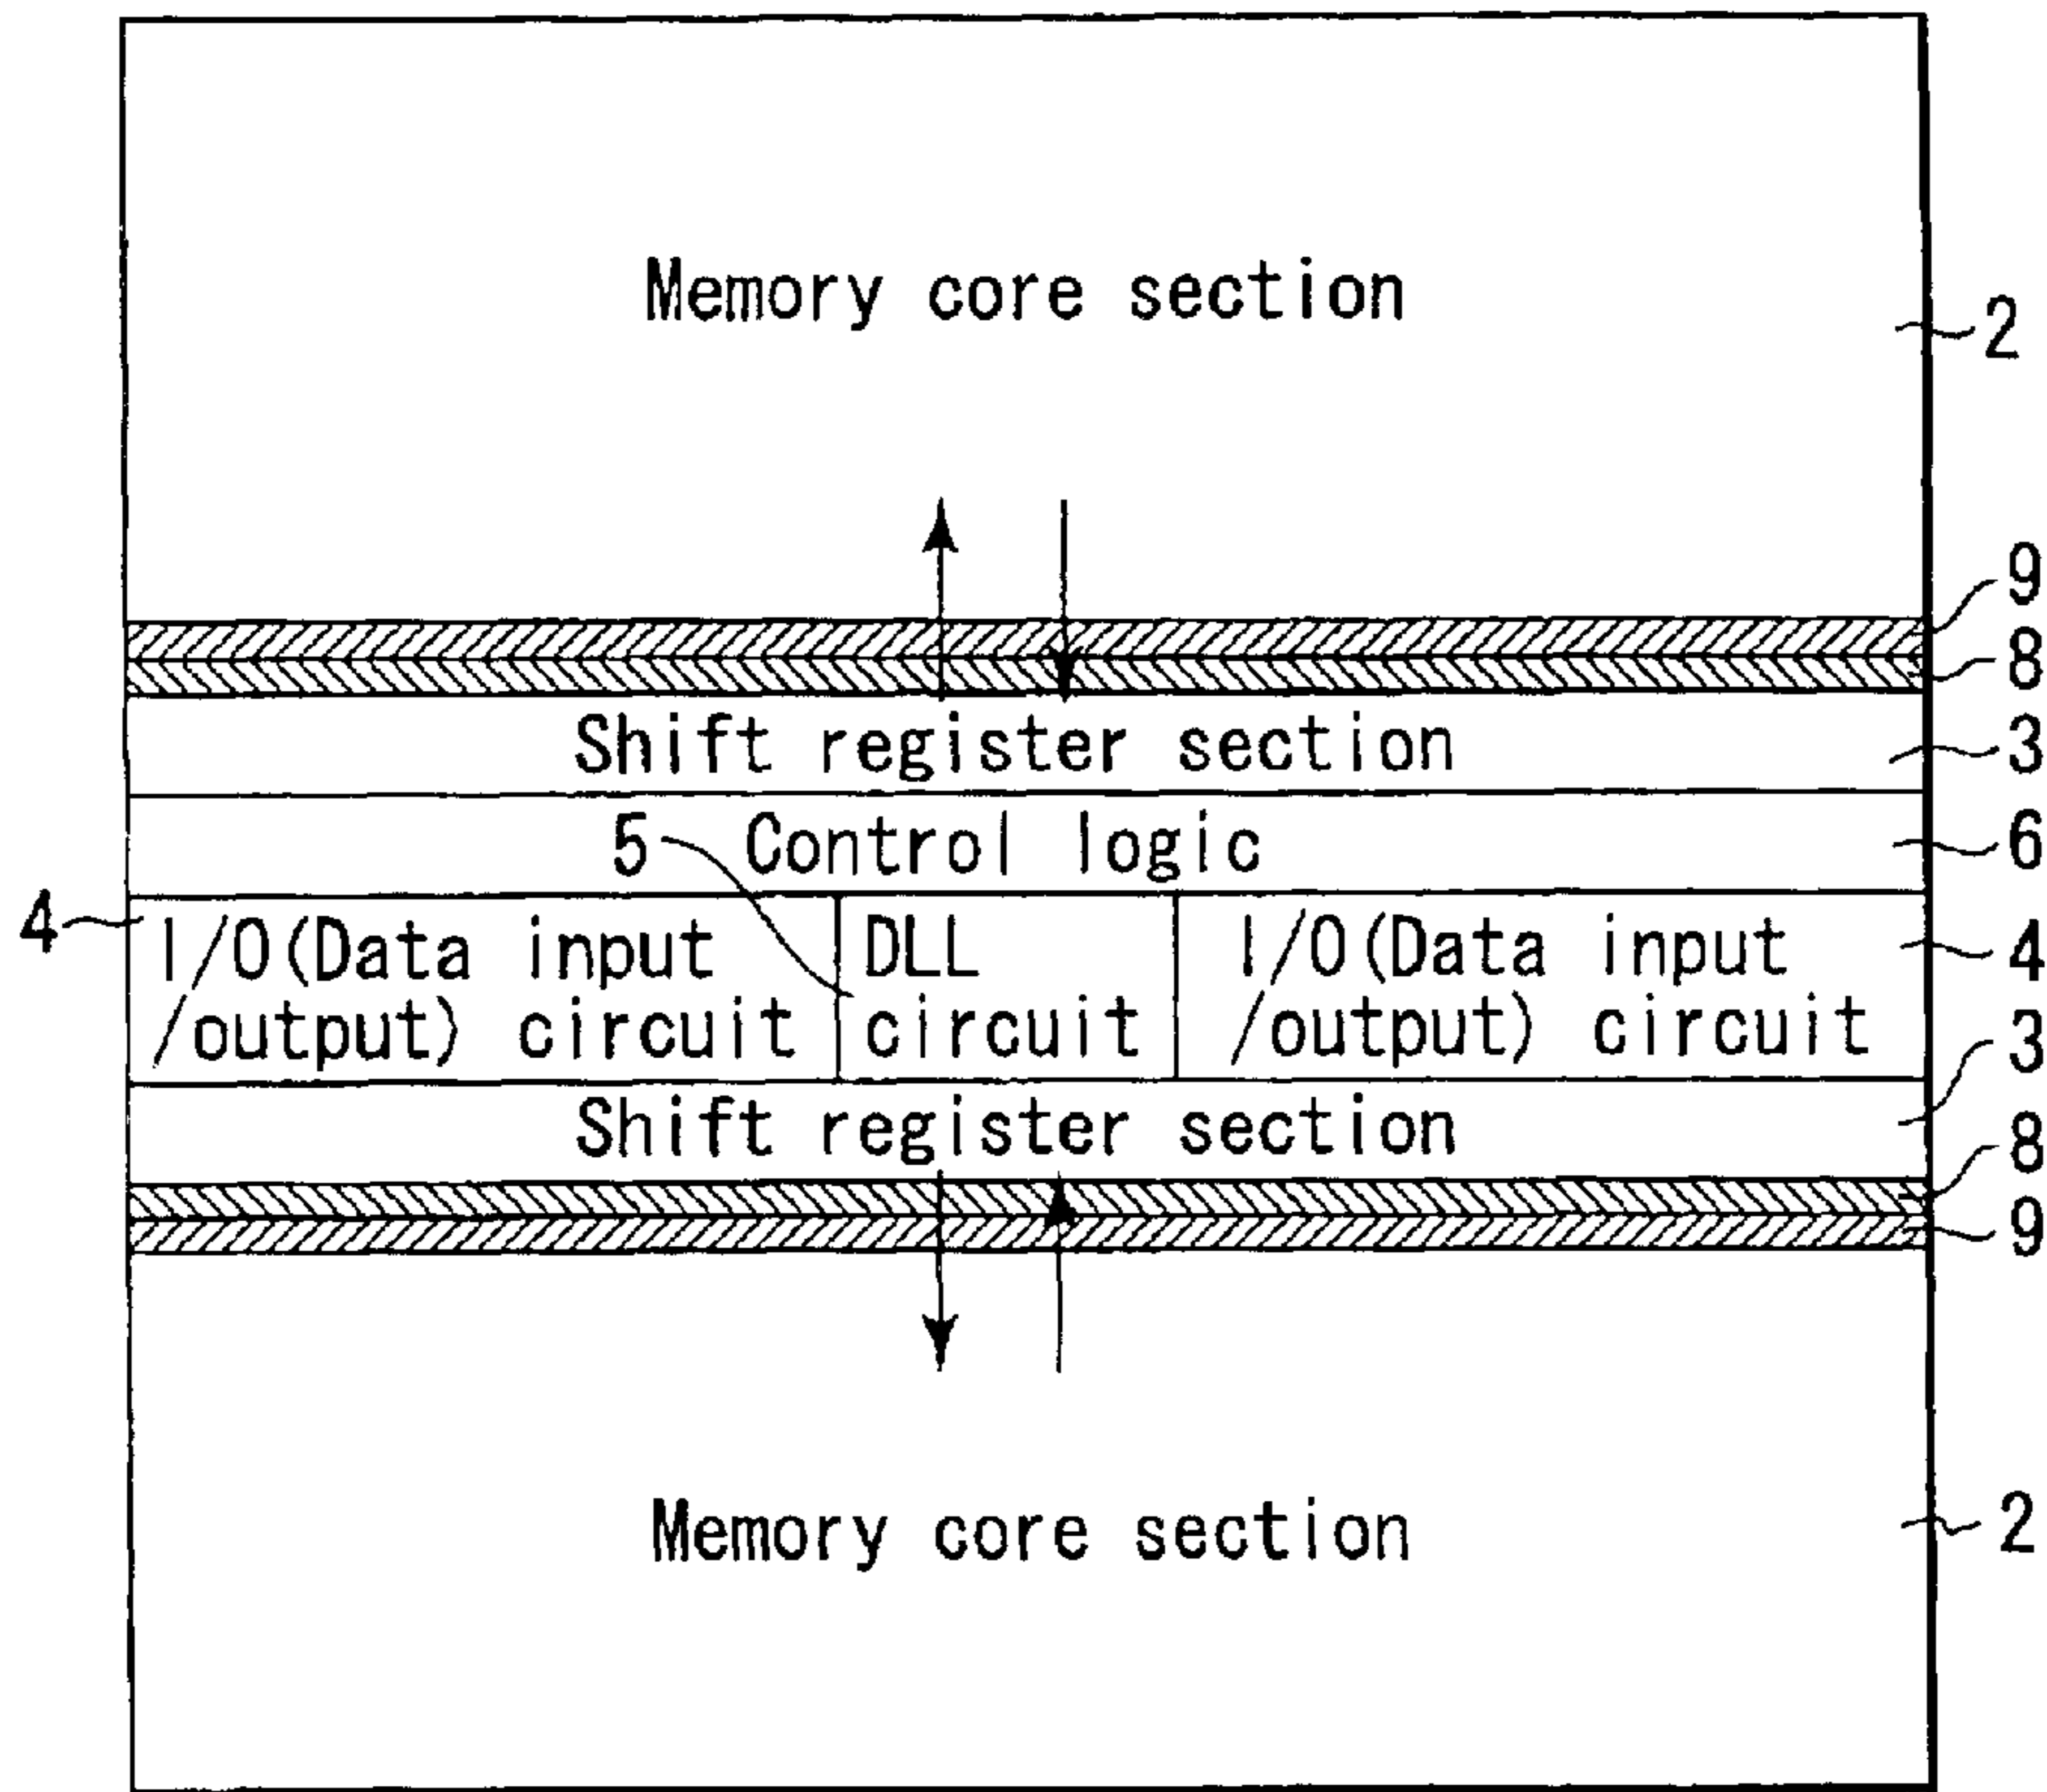 Memory core section
2
9
8
Shift register section
3
5 Control logic
6
4
I/O(Data input
/output) circuit
DLL
circuit
I/O(Data input
/output) circuit
4
3
Shift register section
8
9
Memory core section
2